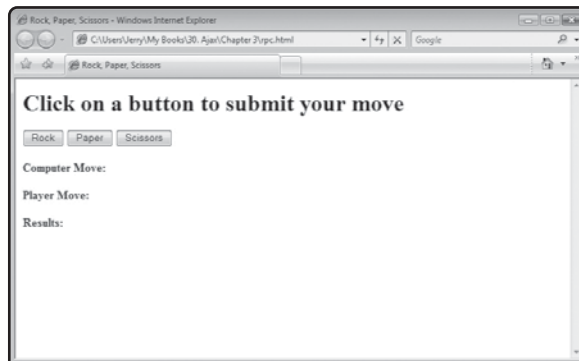 Rock, Paper, Scissors - Windows Internet Explorer
C:\Users\Jerry\My Books\30. Ajax\Chapter 3\rpc.html
Google
Rock, Paper, Scissors
Click on a button to submit your move
Rock Paper Scissors
Computer Move:
Player Move:
Results: